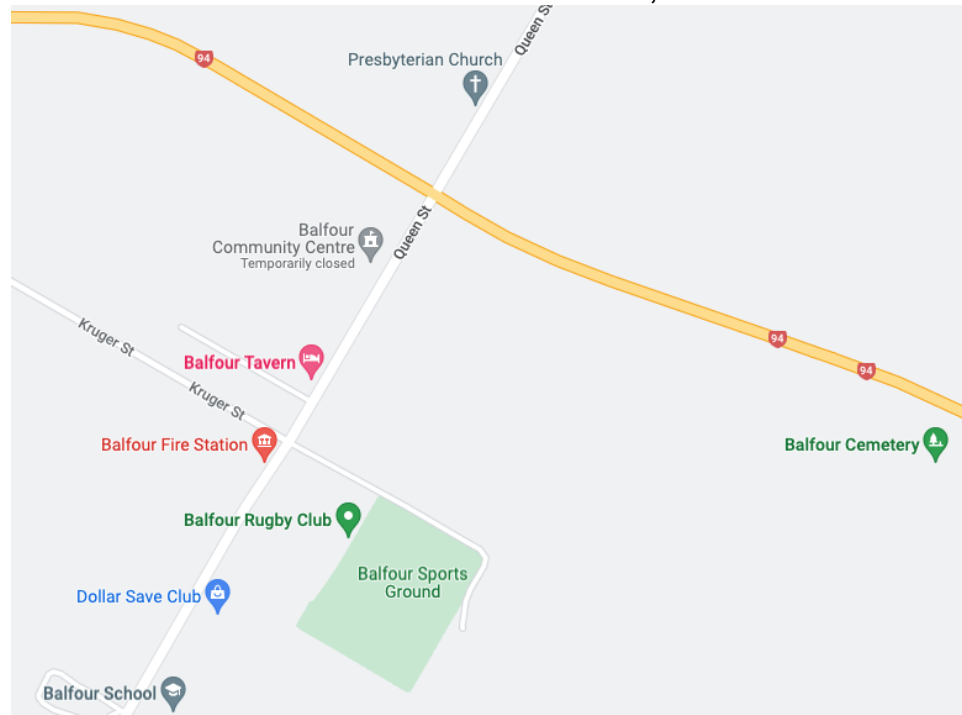 Queen St
Presbyterian Church
94
Queen St
Balfour
Community Centre
Temporarily closed
Kruger St
94
Balfour Tavern
94
Kruger St
Balfour Fire Station
Balfour Cemetery
Balfour Rugby Club
Balfour Sports
Ground
Dollar Save Club
Balfour School